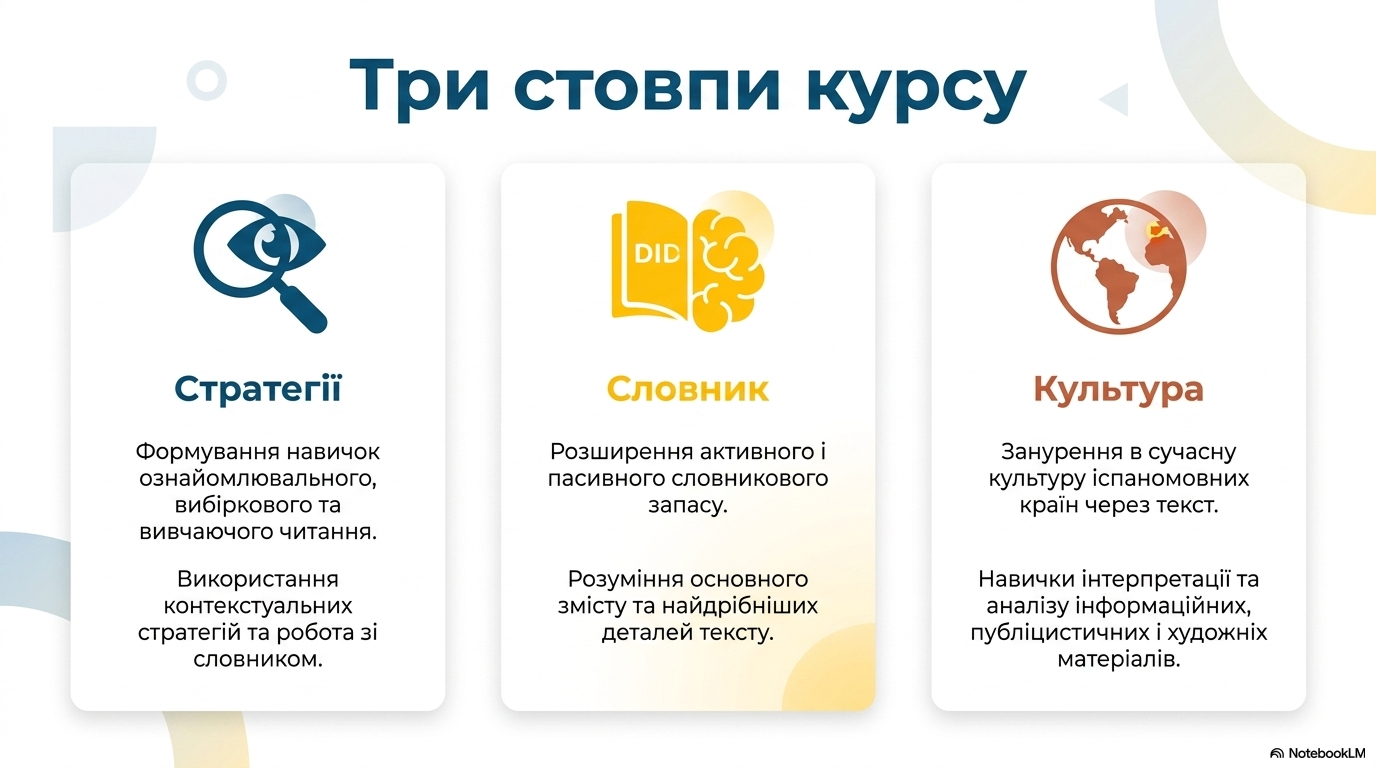 Три стовпи курсу
DID
Стратегії
Формування навичок
ознайомлювального,
вибіркового та
вивчаючого читання.
Використання
контекстуальних
стратегій та робота зі
словником.
Словник
Розширення активного і
пасивного словникового
запасу.
Розуміння основного
змісту та найдрібніших
деталей тексту.
Культура
Занурення в сучасну
культуру іспаномовних
країн через текст.
Навички інтерпретації та
аналізу інформаційних,
публіцистичних і художніх
матеріалів.
NotebookLM